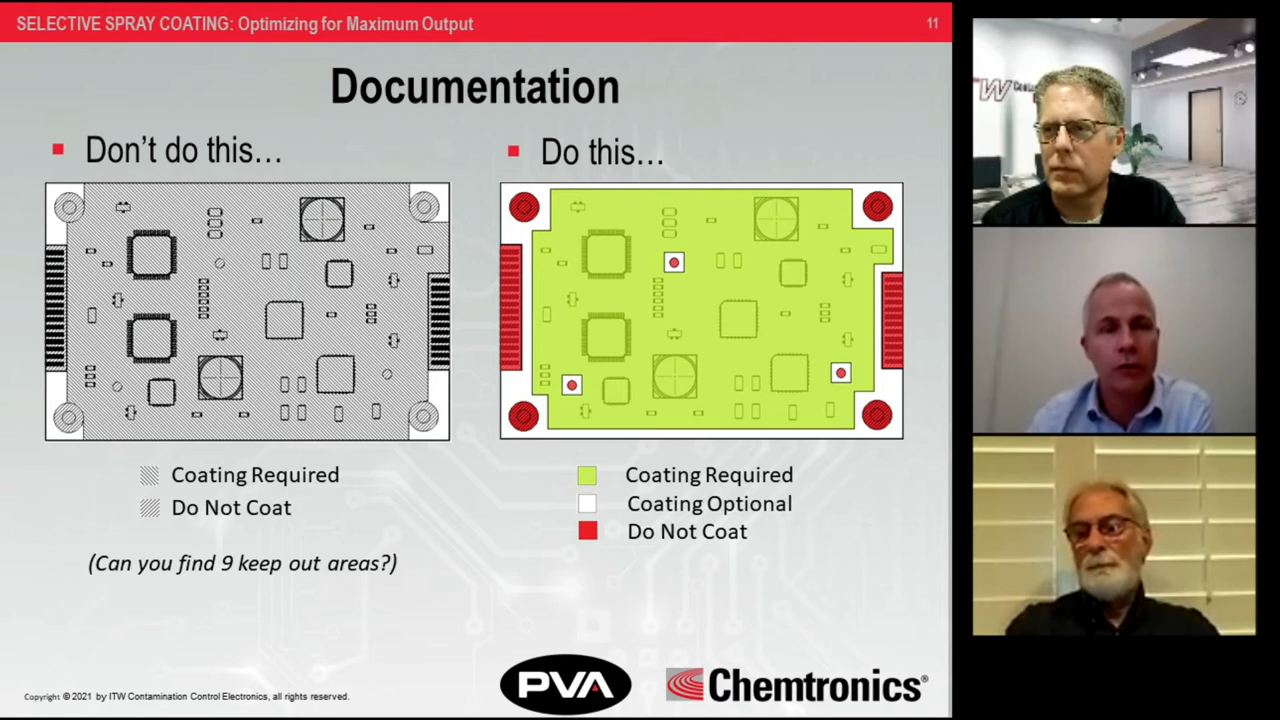 SELECTIVE SPRAY COATING: Optimizing for Maximum Output
11
Documentation
Don't do this…
Do this…
Coating Required
Do Not Coat
(Can you find 9 keep out areas?)
Coating Required
Coating Optional
Do Not Coat
Copyright © 2021 by ITW Contamination Control Electronics, all rights reserved.
PVA
Chemtronics®
TW